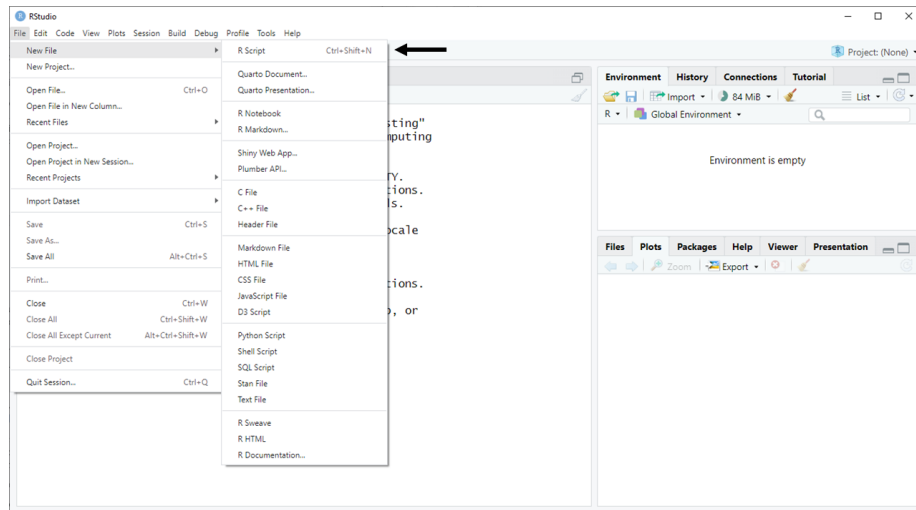 RStudio
File Edit Code View Plots Session Build Debug Profile Tools Help
New File
New Project...
Open File... Ctrl+O
Open File in New Column...
Recent Files
Open Project...
Open Project in New Session...
Recent Projects
Import Dataset
Save Ctrl+S
Save As...
Save All Alt+Ctrl+S
Print...
Close Ctrl+W
Close All Ctrl+Shift+W
Close All Except Current Alt+Ctrl+Shift+W
Close Project
Quit Session... Ctrl+Q
R Script Ctrl+Shift+N
Quarto Document...
Quarto Presentation...
R Notebook
R Markdown...
Shiny Web App...
Plumber API...
C File
C++ File
Header File
Markdown File
HTML File
CSS File
JavaScript File
D3 Script
Python Script
Shell Script
SQL Script
Stan File
Text File
R Sweave
R HTML
R Documentation...
sting"
mputing
TY.
tions.
ls.
ocale
tions.
, or
Project: (None)
Environment History Connections Tutorial
Import 84 MiB List
R Global Environment
Environment is empty
Files Plots Packages Help Viewer Presentation
Zoom Export